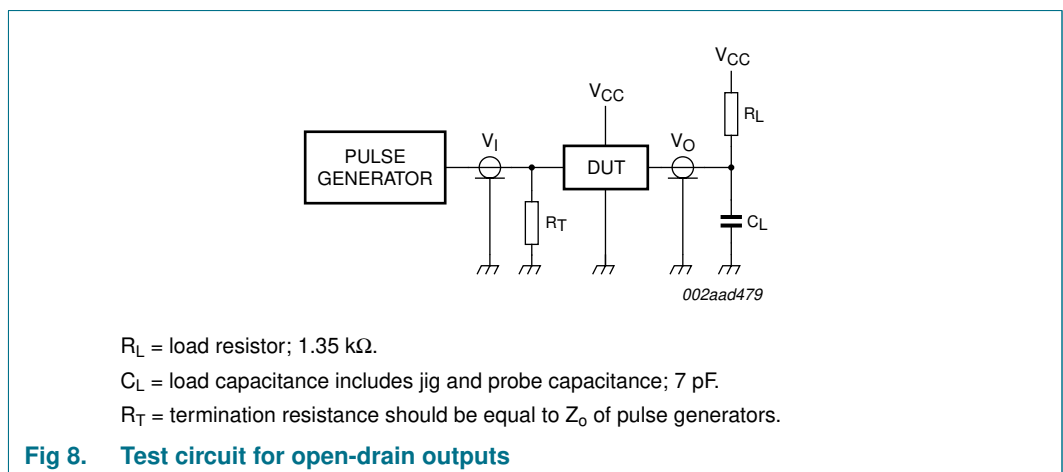 VCC
VCC
RL
VI
VO
PULSE
GENERATOR
DUT
RT
CL
002aad479
RL = load resistor; 1.35 kΩ.
CL = load capacitance includes jig and probe capacitance; 7 pF.
RT = termination resistance should be equal to Zo of pulse generators.
Fig 8. Test circuit for open-drain outputs